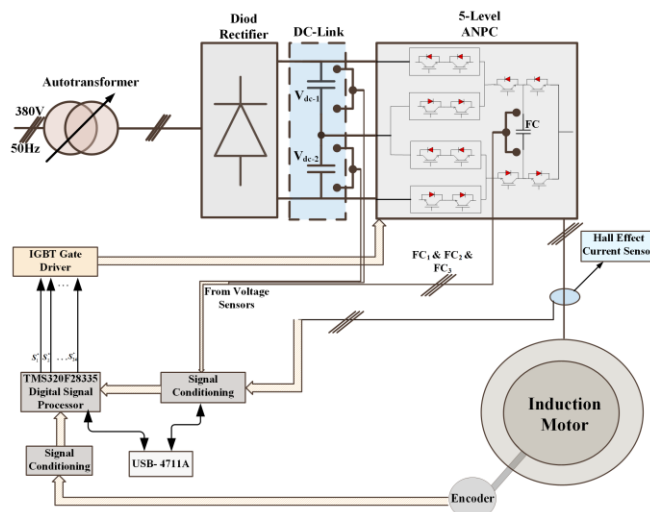 Diod
Rectifier
DC-Link
5-Level
ANPC
Autotransformer
380V
50Hz
Vdc-1
Vdc-2
FC
IGBT Gate
Driver
Hall Effect
Current Senso
FC1 & FC2 &
FC3
From Voltage
Sensors
TMS320F28335
Digital Signal
Processor
Signal
Conditioning
Induction
Motor
Signal
Conditioning
USB- 4711A
Encoder